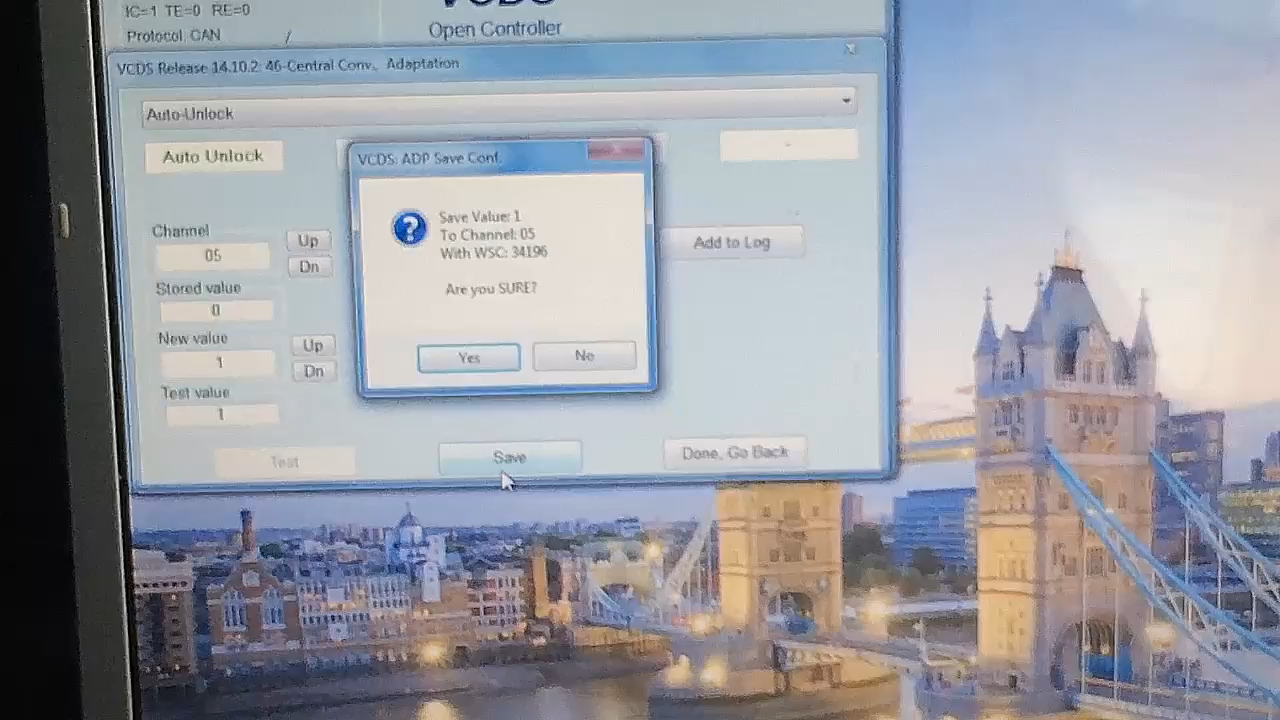 IC=1 TE=0 RE=0
VCDS
Protocol: CAN /
Open Controller
VCDS Release 14.10.2: 46-Central Conv., Adaptation
Auto-Unlock
Auto Unlock
VCDS: ADP Save Conf.
Channel
05
Up
Dn
Save Value: 1
To Channel: 05
With WSC: 34196
Are you SURE?
Add to Log
Stored value
0
New value
1
Up
Dn
Yes
No
Test value
1
Test
Save
Done, Go Back